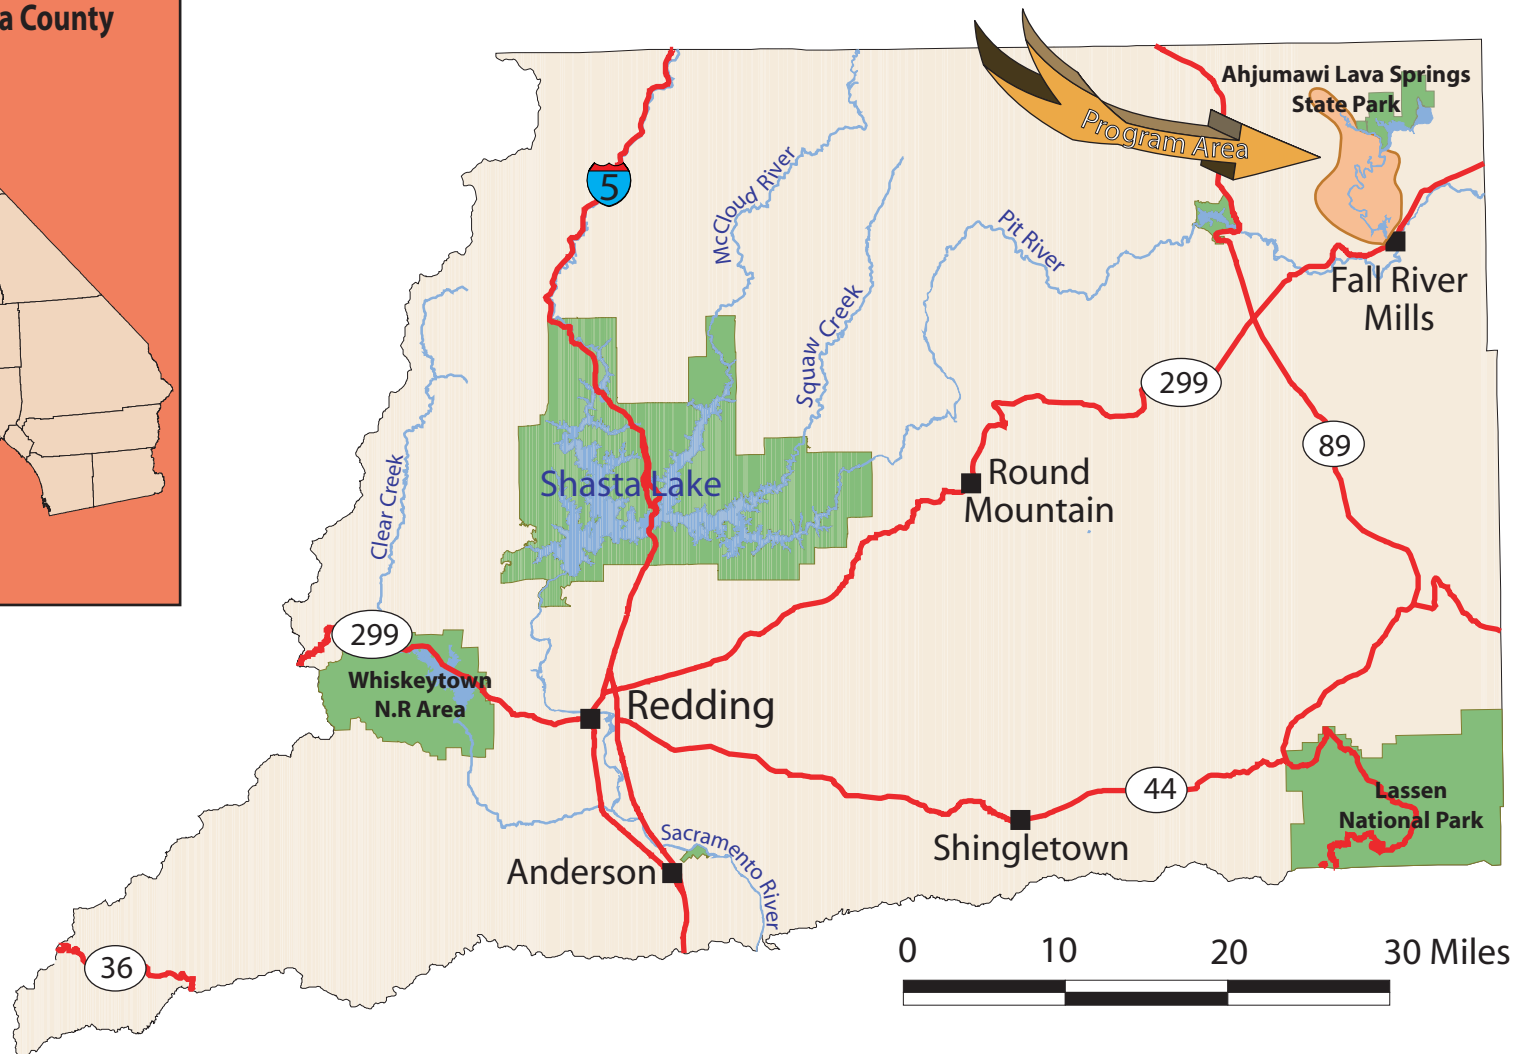 a County
Ahjumawi Lava Springs
State Park
Program Area
5
McCloud River
Pit River
Fall River
Mills
Squaw Creek
299
89
Clear Creek
Shasta Lake
Round
Mountain
299
Whiskeytown
N.R Area
Redding
44
Lassen
National Park
Shingletown
Sacramento River
Anderson
36
0 10 20 30 Miles